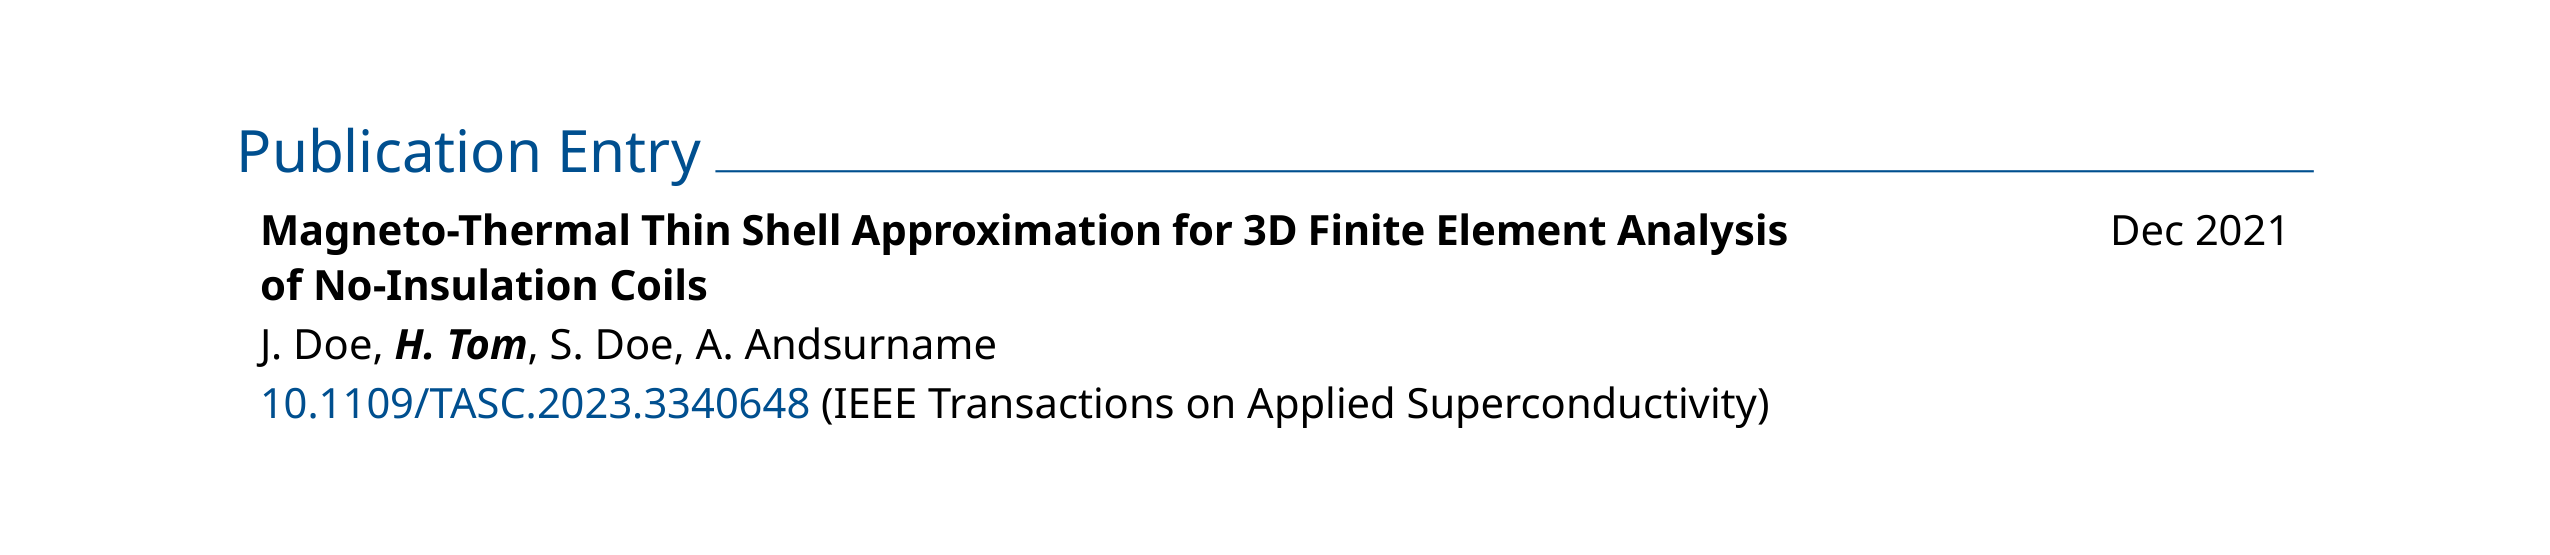 Publication Entry
Magneto-Thermal Thin Shell Approximation for 3D Finite Element Analysis Dec 2021
of No-Insulation Coils
J. Doe, H. Tom, S. Doe, A. Andsurname
10.1109/TASC.2023.3340648 (IEEE Transactions on Applied Superconductivity)